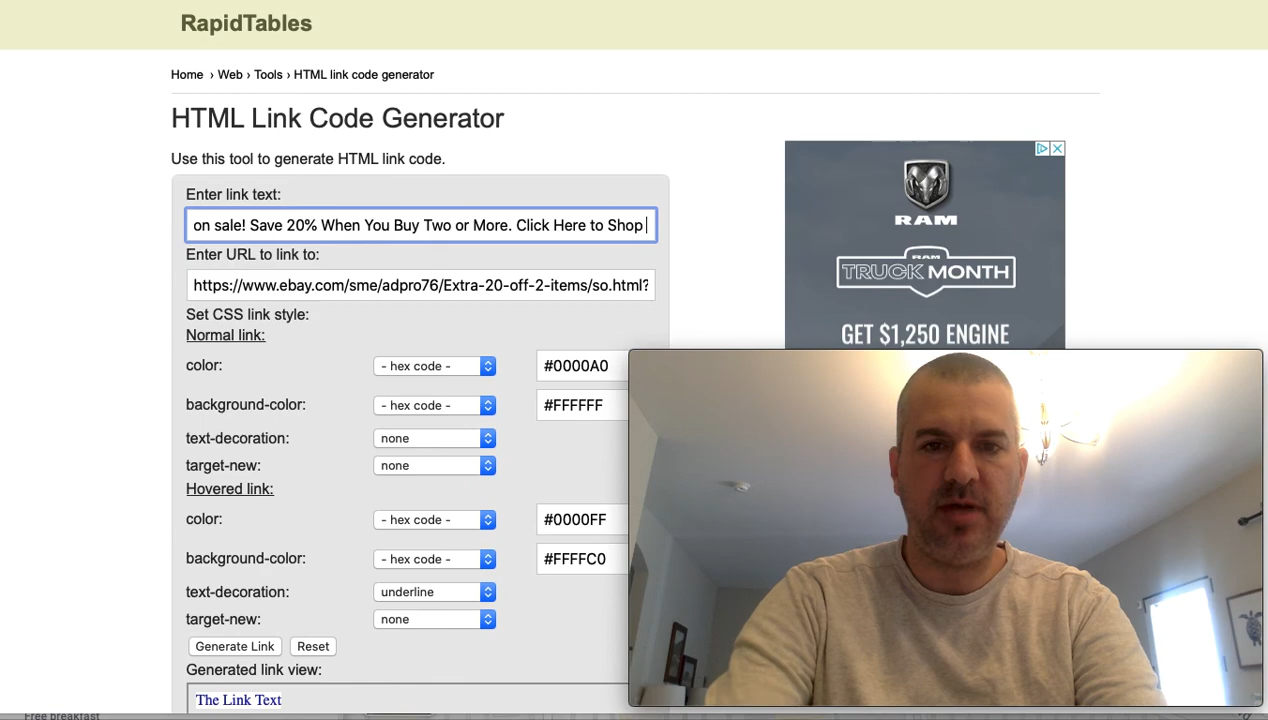 RapidTables
Home › Web › Tools › HTML link code generator
HTML Link Code Generator
Use this tool to generate HTML link code.
Enter link text:
on sale! Save 20% When You Buy Two or More. Click Here to Shop
Enter URL to link to:
https://www.ebay.com/sme/adpro76/Extra-20-off-2-items/so.html?
Set CSS link style:
Normal link:
color: - hex code - #0000A0
background-color: - hex code - #FFFFFF
text-decoration: none
target-new: none
Hovered link:
color: - hex code - #0000FF
background-color: - hex code - #FFFFC0
text-decoration: underline
target-new: none
Generate Link Reset
Generated link view:
The Link Text
Free breakfast
RAM
RAM
TRUCK MONTH
GET $1,250 ENGINE